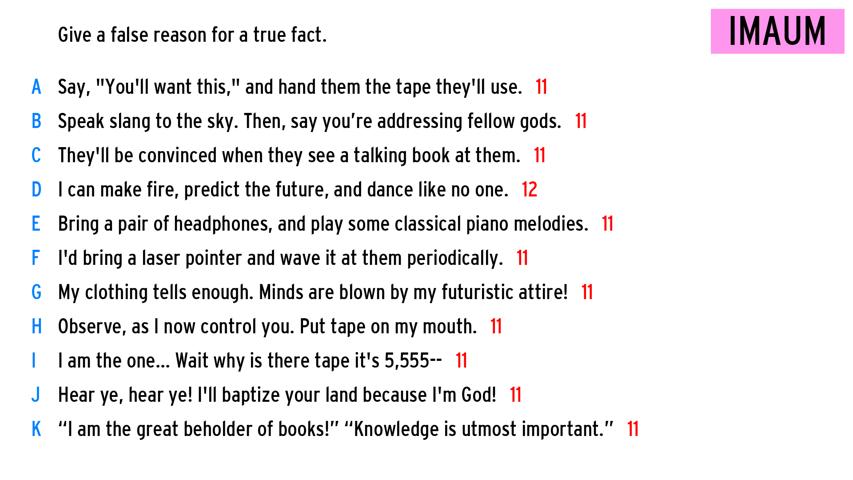 Give a false reason for a true fact.
IMAUM
A Say, "You'll want this," and hand them the tape they'll use. 11
B Speak slang to the sky. Then, say you’re addressing fellow gods. 11
C They'll be convinced when they see a talking book at them. 11
D I can make fire, predict the future, and dance like no one. 12
E Bring a pair of headphones, and play some classical piano melodies. 11
F I'd bring a laser pointer and wave it at them periodically. 11
G My clothing tells enough. Minds are blown by my futuristic attire! 11
H Observe, as I now control you. Put tape on my mouth. 11
I I am the one... Wait why is there tape it's 5,555-- 11
J Hear ye, hear ye! I'll baptize your land because I'm God! 11
K “I am the great beholder of books!” “Knowledge is utmost important.” 11